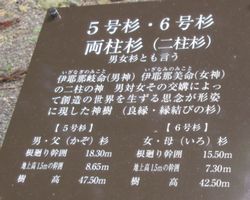 5号杉・6号杉
両柱杉（二柱杉）
男女杉とも言う
いざなぎのみこと いざなみのみこと
伊耶那岐命(男神) 伊耶那美命(女神)
の二柱の神 男対女その交媾によっ
て創造の世界を生ずる思念が形姿
に現した神樹 （良縁・縁結びの杉）
【5号杉】
男・父（かぞ）杉
根廻り幹囲 18.30m
地上高1.5mの幹囲 8.65m
樹高 47.50m
【6号杉】
女・母（いろ）杉
根廻り幹囲 15.50m
地上高1.5mの幹囲 7.30m
樹高 42.50m